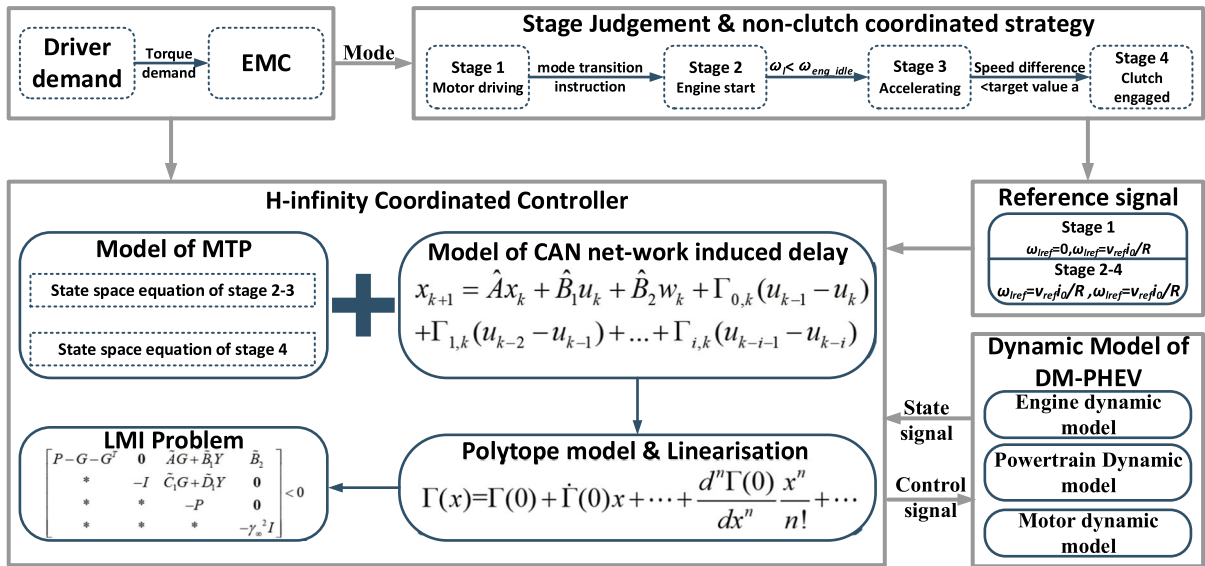 Driver
demand
Torque
demand
EMC
Mode
Stage Judgement & non-clutch coordinated strategy
Stage 1
Motor driving
mode transition
instruction
Stage 2
Engine start
ω_l< ω_eng_idle
Stage 3
Accelerating
Speed difference
<target value a
Stage 4
Clutch
engaged
H-infinity Coordinated Controller
Model of MTP
State space equation of stage 2-3
State space equation of stage 4
Model of CAN net-work induced delay
x_{k+1} = Âx_k + B̂_1u_k + B̂_2w_k + Γ_{0,k}(u_{k-1} − u_k)
+Γ_{1,k}(u_{k-2} − u_{k-1}) + ... + Γ_{i,k}(u_{k-i-1} − u_{k-i})
LMI Problem
P − G − G^T 0 ÃG + B̃_1Y B̃_2
* −I C̃_1G + D̃_1Y 0
* * −P 0
* * * −γ_∞^2 I
<0
Polytope model & Linearisation
Γ(x)=Γ(0) + Γ̇(0)x + ⋯ + d^nΓ(0)/dx^n x^n/n! + ⋯
Reference signal
Stage 1
ω_Iref=0,ω_Iref=v_ref i_0/R
Stage 2-4
ω_Iref=v_ref i_0/R ,ω_Iref=v_ref i_0/R
State
signal
Control
signal
Dynamic Model of
DM-PHEV
Engine dynamic
model
Powertrain Dynamic
model
Motor dynamic
model